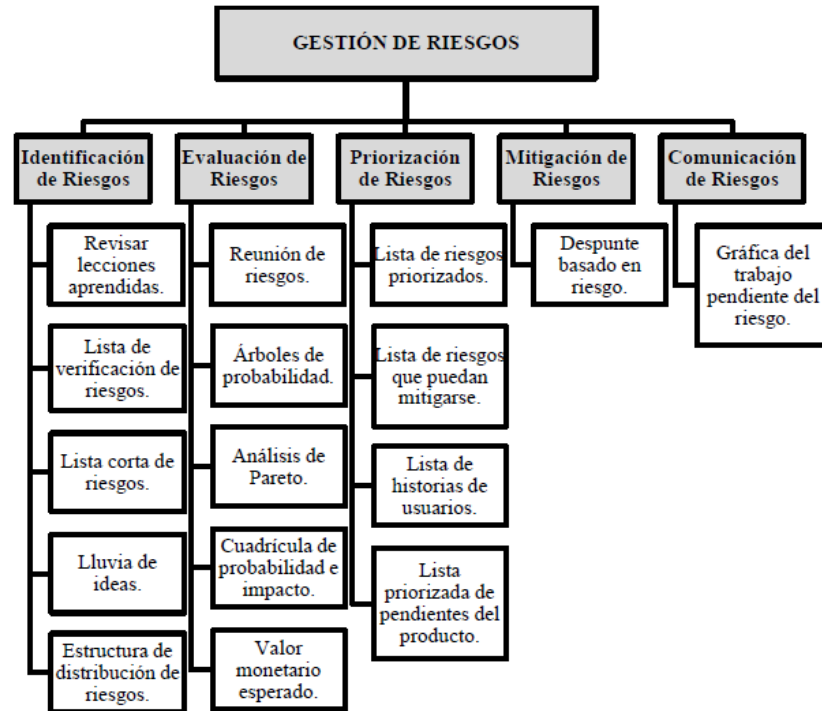 GESTIÓN DE RIESGOS
Identificación
de Riesgos
Evaluación de
Riesgos
Priorización
de Riesgos
Mitigación de
Riesgos
Comunicación
de Riesgos
Revisar
lecciones
aprendidas.
Lista de
verificación de
riesgos.
Lista corta de
riesgos.
Lluvia de
ideas.
Estructura de
distribución de
riesgos.
Reunión de
riesgos.
Árboles de
probabilidad.
Análisis de
Pareto.
Cuadrícula de
probabilidad e
impacto.
Valor
monetario
esperado.
Lista de riesgos
priorizados.
Lista de riesgos
que puedan
mitigarse.
Lista de
historias de
usuarios.
Lista
priorizada de
pendientes del
producto.
Despunte
basado en
riesgo.
Gráfica del
trabajo
pendiente del
riesgo.